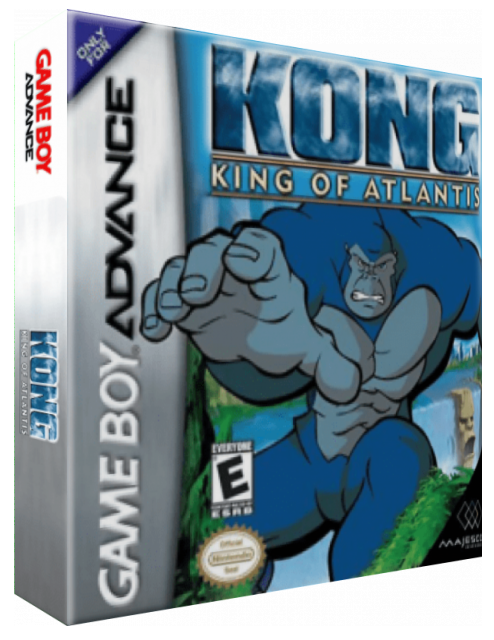 GAME BOY
ADVANCE
KONG
KING OF ATLANTIS
ONLY
FOR
GAME BOY ADVANCE
KONG
KING OF ATLANTIS
EVERYONE
E
ESRB
Official
Nintendo
Seal
MAJESCO